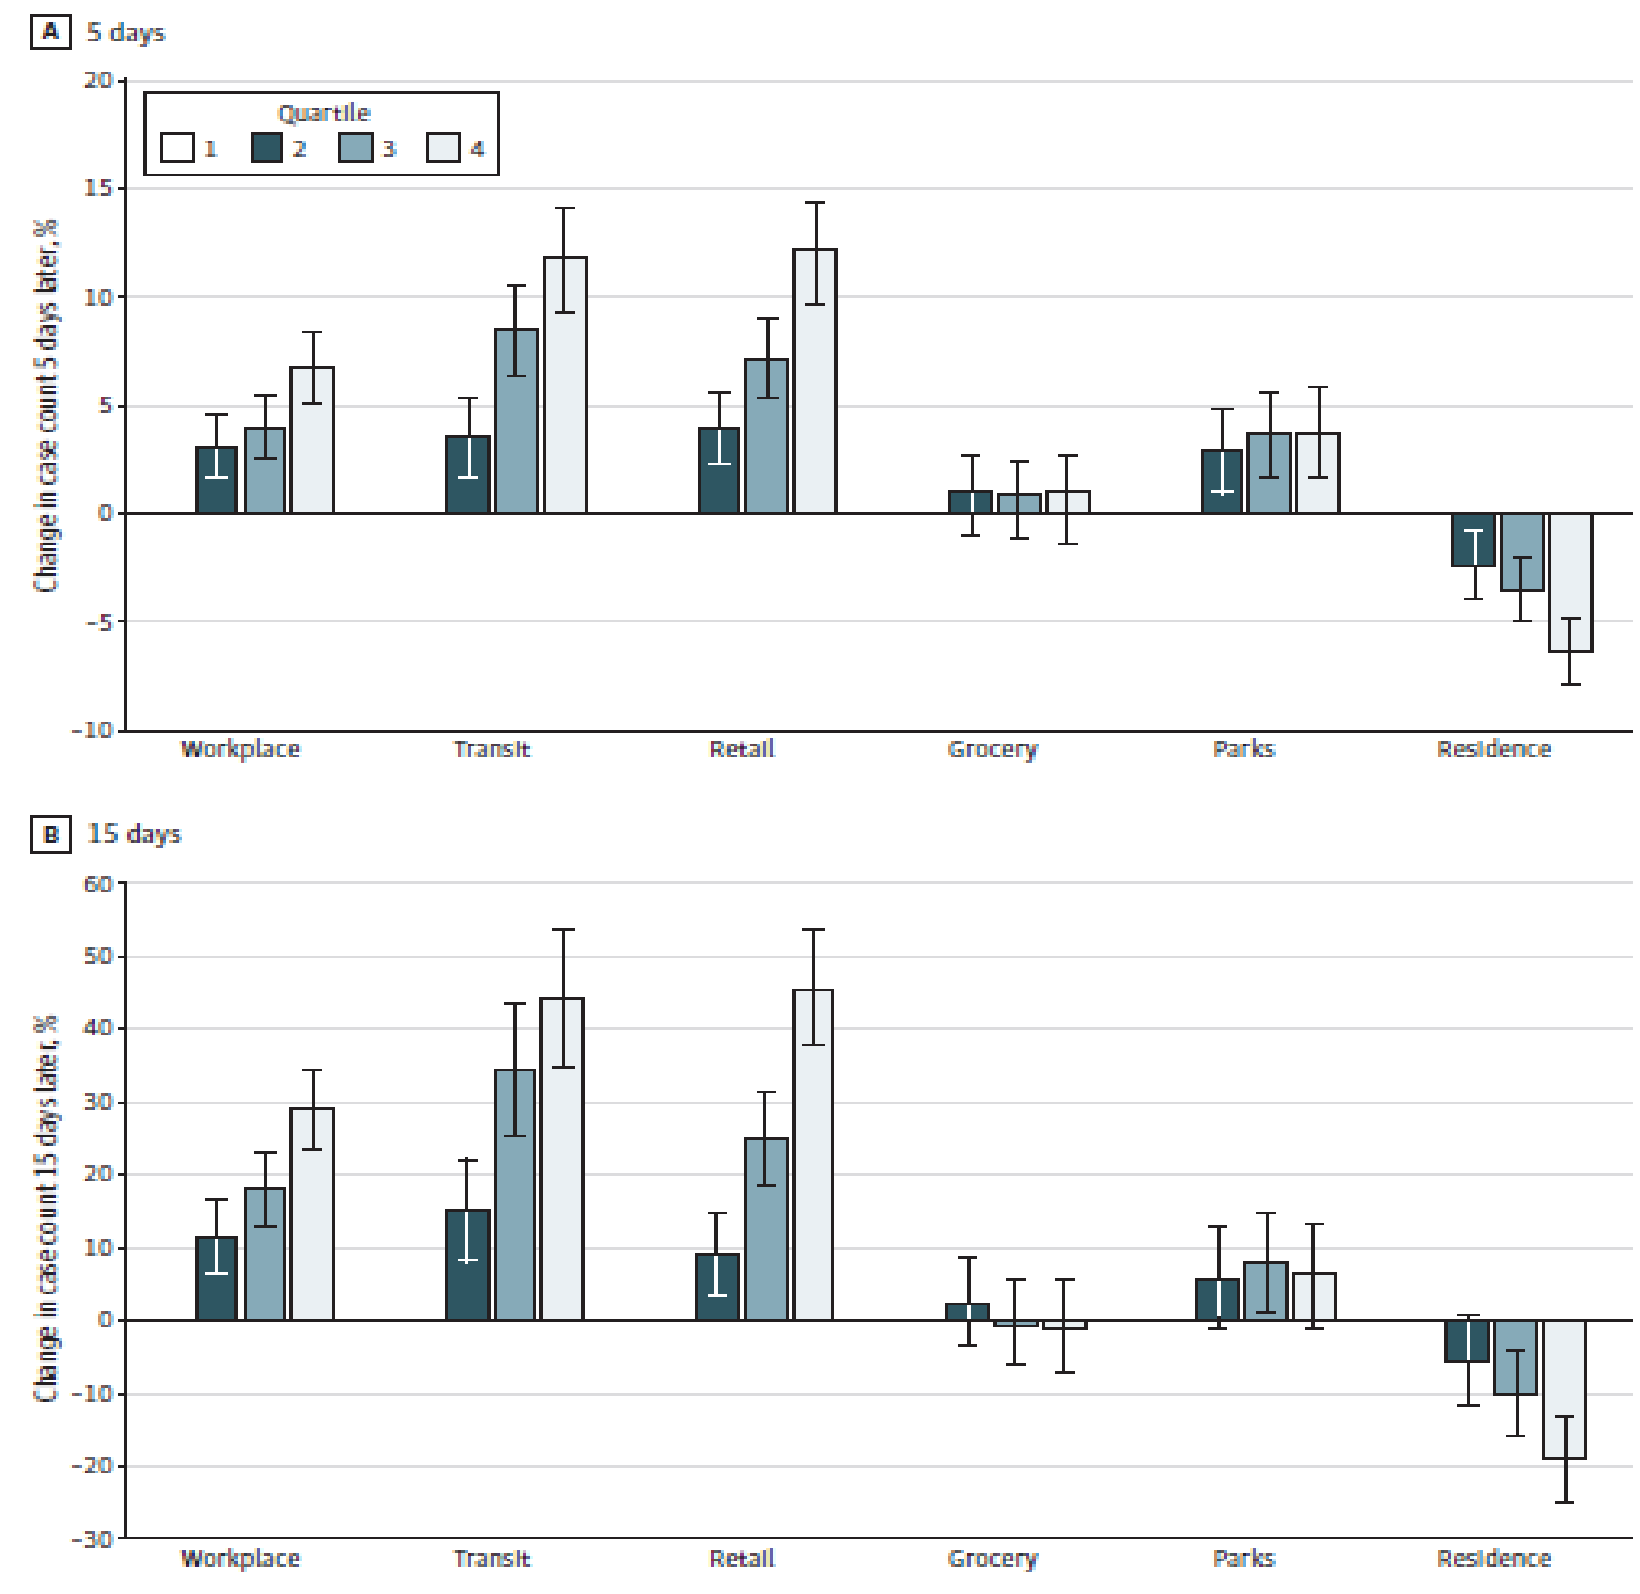 A 5 days
Change in case count 5 days later, %
20
15
10
5
0
−5
−10
Quartile
1 2 3 4
Workplace Transit Retail Grocery Parks Residence
B 15 days
Change in case count 15 days later, %
60
50
40
30
20
10
0
−10
−20
−30
Workplace Transit Retail Grocery Parks Residence